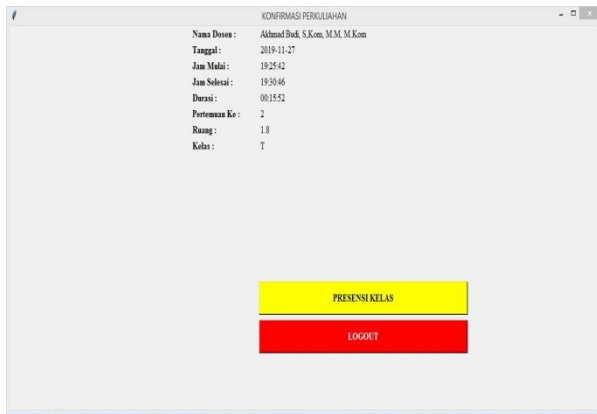 KONFIRMASI PERKULIAHAN
Nama Dosen : Akhmad Budi, S,Kom, M.M, M.Kom
Tanggal : 2019-11-27
Jam Mulai : 19:25:42
Jam Selesai : 19:30:46
Durasi : 00:15:52
Pertemuan Ke : 2
Ruang : 1.8
Kelas : T
PRESENSI KELAS
LOGOUT